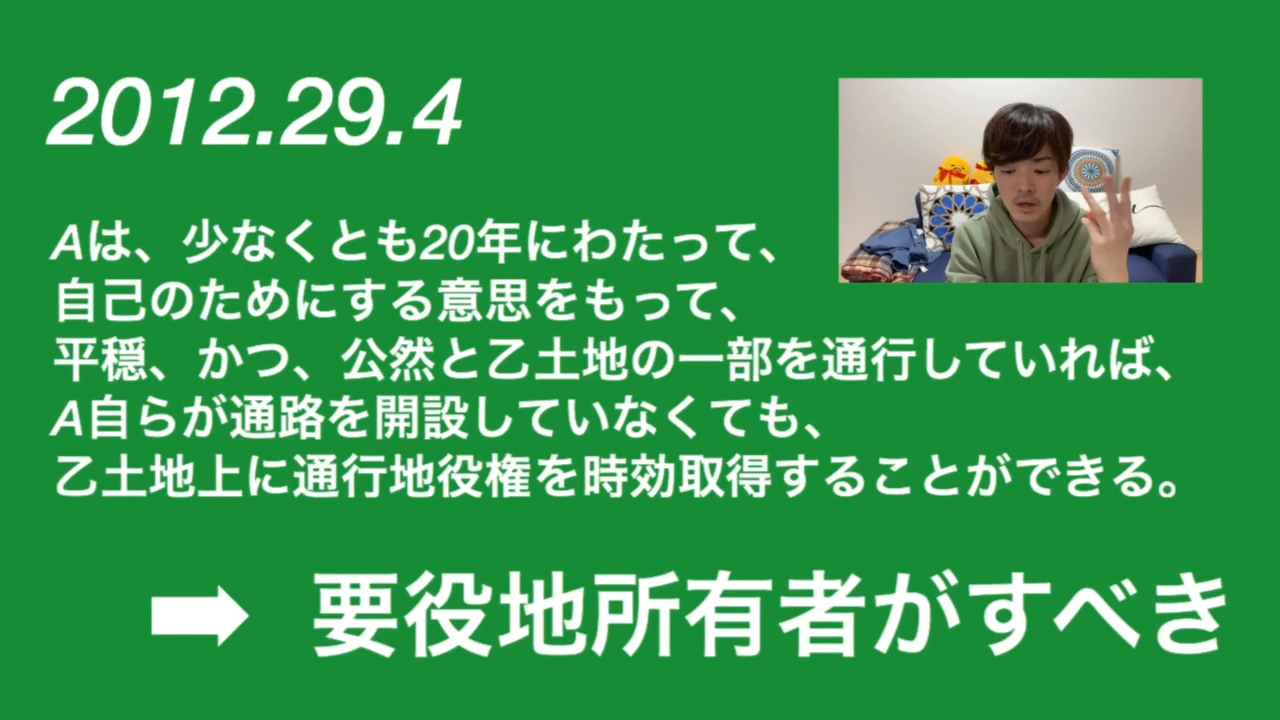 2012.29.4
Aは、少なくとも20年にわたって、
自己のためにする意思をもって、
平穏、かつ、公然と乙土地の一部を通行していれば、
A自らが通路を開設していなくても、
乙土地上に通行地役権を時効取得することができる。
➡ 要役地所有者がすべき